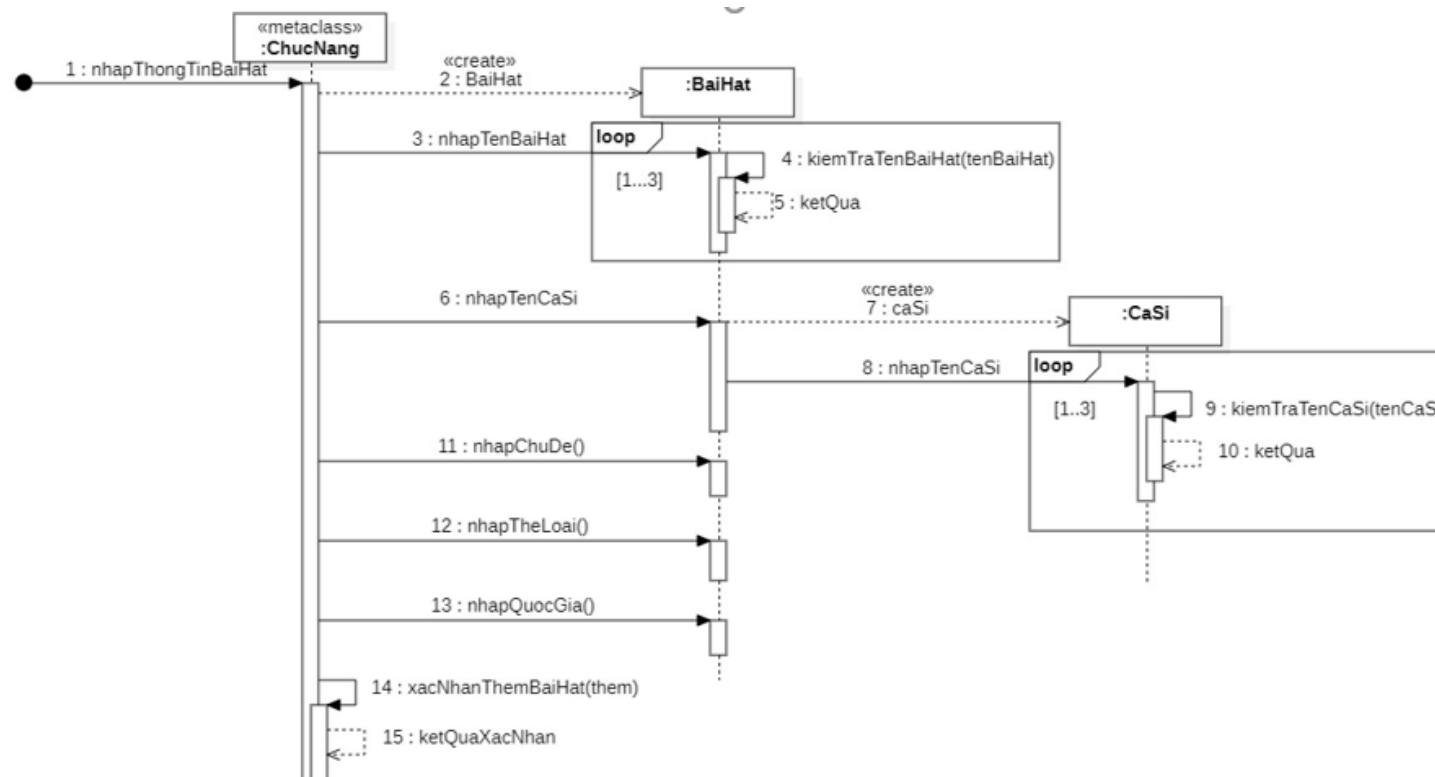 «metaclass»
:ChucNang
1 : nhapThongTinBaiHat
«create»
2 : BaiHat
:BaiHat
3 : nhapTenBaiHat
loop
[1...3]
4 : kiemTraTenBaiHat(tenBaiHat)
5 : ketQua
6 : nhapTenCaSi
«create»
7 : caSi
:CaSi
8 : nhapTenCaSi
loop
[1..3]
9 : kiemTraTenCaSi(tenCaS
10 : ketQua
11 : nhapChuDe()
12 : nhapTheLoai()
13 : nhapQuocGia()
14 : xacNhanThemBaiHat(them)
15 : ketQuaXacNhan